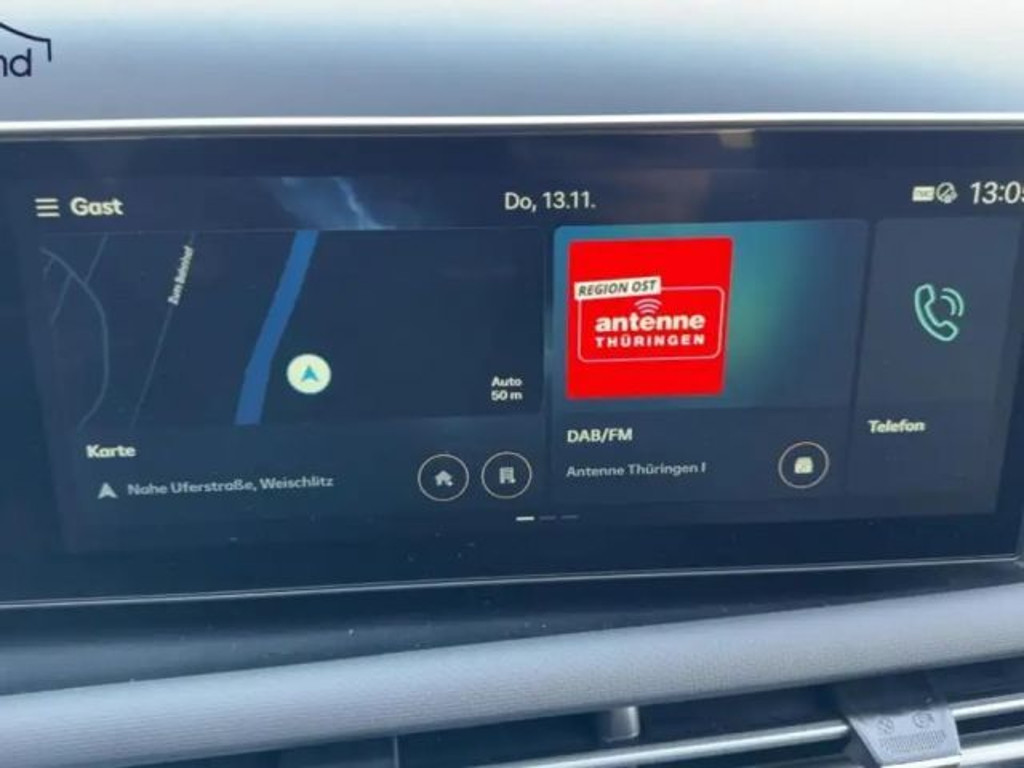 nd
Gast
Do, 13.11.
13:05
Zum Bahnhof
REGION OST
antenne
THÜRINGEN
Auto
50 m
Karte
Nahe Uferstraße, Weischlitz
DAB/FM
Antenne Thüringen
Telefon